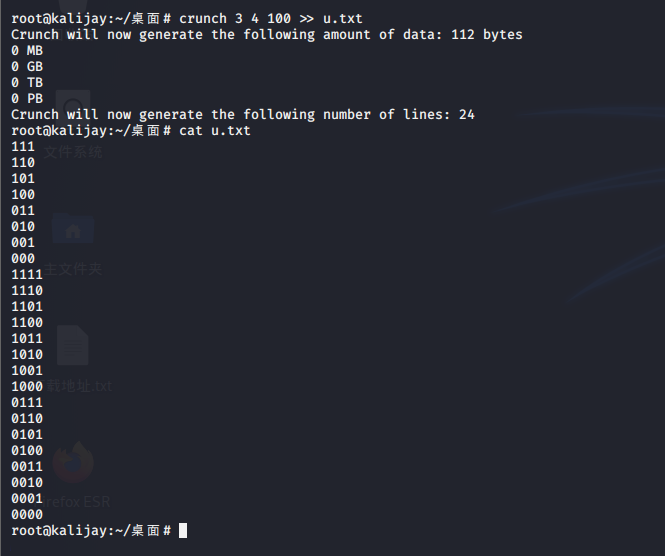 root@kalijay:~/桌面# crunch 3 4 100 >> u.txt
Crunch will now generate the following amount of data: 112 bytes
0 MB
0 GB
0 TB
0 PB
Crunch will now generate the following number of lines: 24
root@kalijay:~/桌面# cat u.txt
111
文件系统
110
101
100
011
010
001
000
主文件夹
1111
1110
1101
1100
1011
1010
1001
1000
载地址.txt
0111
0110
0101
0100
0011
0010
0001
refox ESR
0000
root@kalijay:~/桌面#